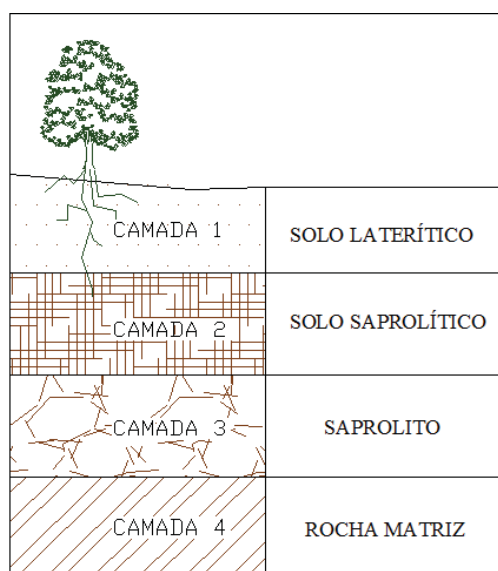 CAMADA 1 SOLO LATERÍTICO
CAMADA 2 SOLO SAPROLÍTICO
CAMADA 3 SAPROLITO
CAMADA 4 ROCHA MATRIZ